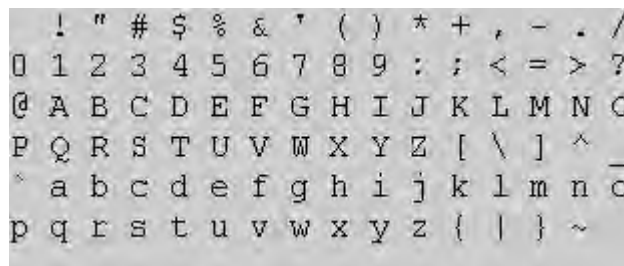 ! " # $ % & ' ( ) * + , - . /
0 1 2 3 4 5 6 7 8 9 : ; < = > ?
@ A B C D E F G H I J K L M N O
P Q R S T U V W X Y Z [ \ ] ^ _
` a b c d e f g h i j k l m n o
p q r s t u v w x y z { | } ~